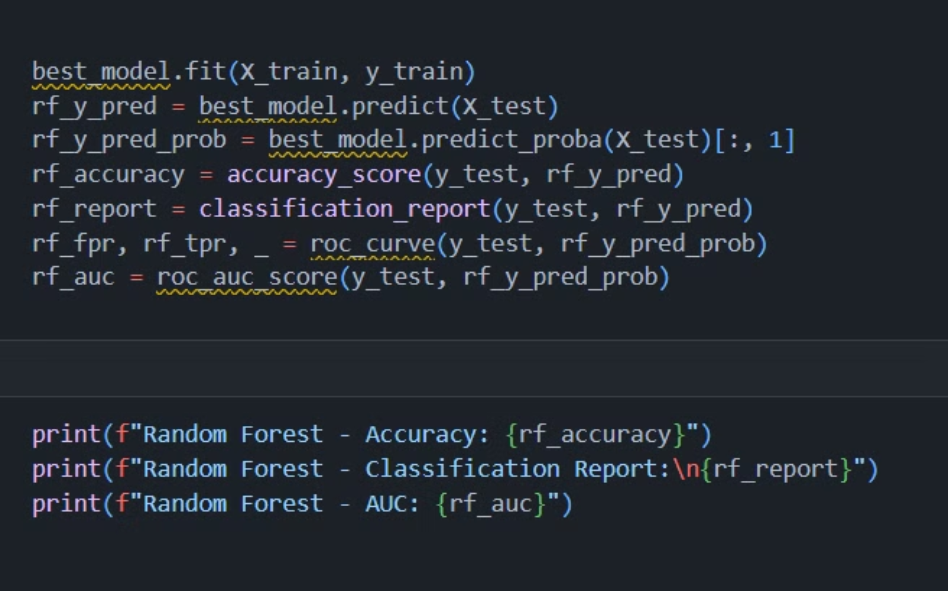 best_model.fit(X_train, y_train)
rf_y_pred = best_model.predict(X_test)
rf_y_pred_prob = best_model.predict_proba(X_test)[:, 1]
rf_accuracy = accuracy_score(y_test, rf_y_pred)
rf_report = classification_report(y_test, rf_y_pred)
rf_fpr, rf_tpr, _ = roc_curve(y_test, rf_y_pred_prob)
rf_auc = roc_auc_score(y_test, rf_y_pred_prob)
print(f"Random Forest - Accuracy: {rf_accuracy}")
print(f"Random Forest - Classification Report:\n{rf_report}")
print(f"Random Forest - AUC: {rf_auc}")